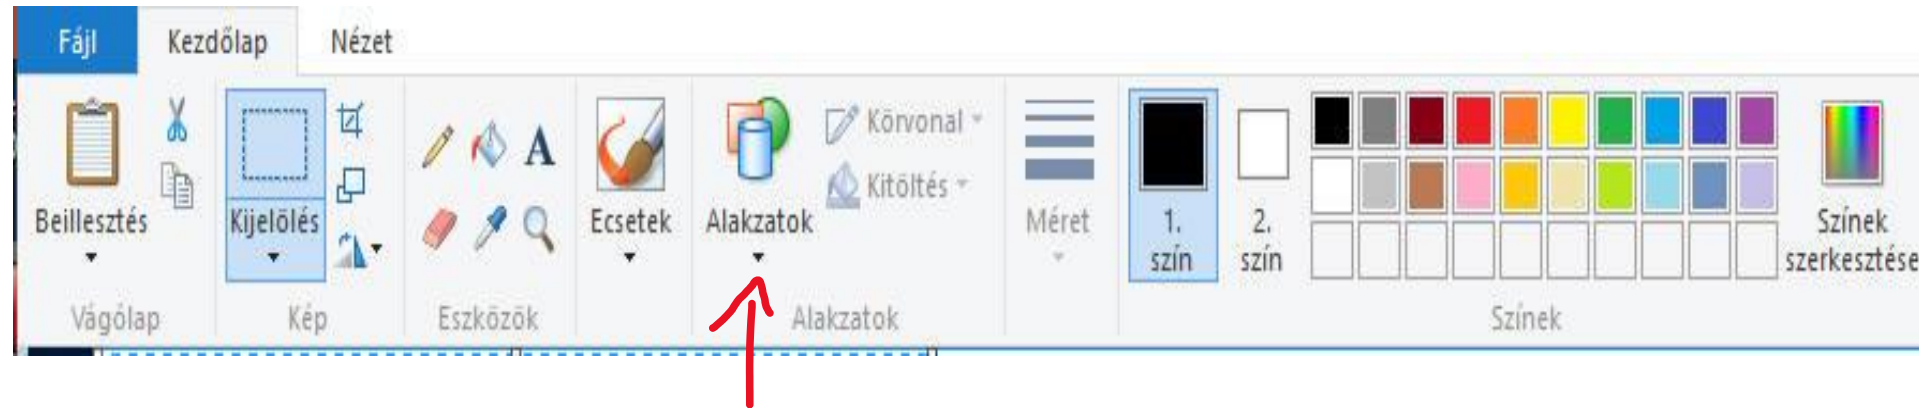 Fájl Kezdőlap Nézet
Beillesztés
Kijelölés
A
Ecsetek
Alakzatok
Körvonal
Kitöltés
Méret
1.
szín
2.
szín
Színek
szerkesztése
Vágólap Kép Eszközök Alakzatok Színek